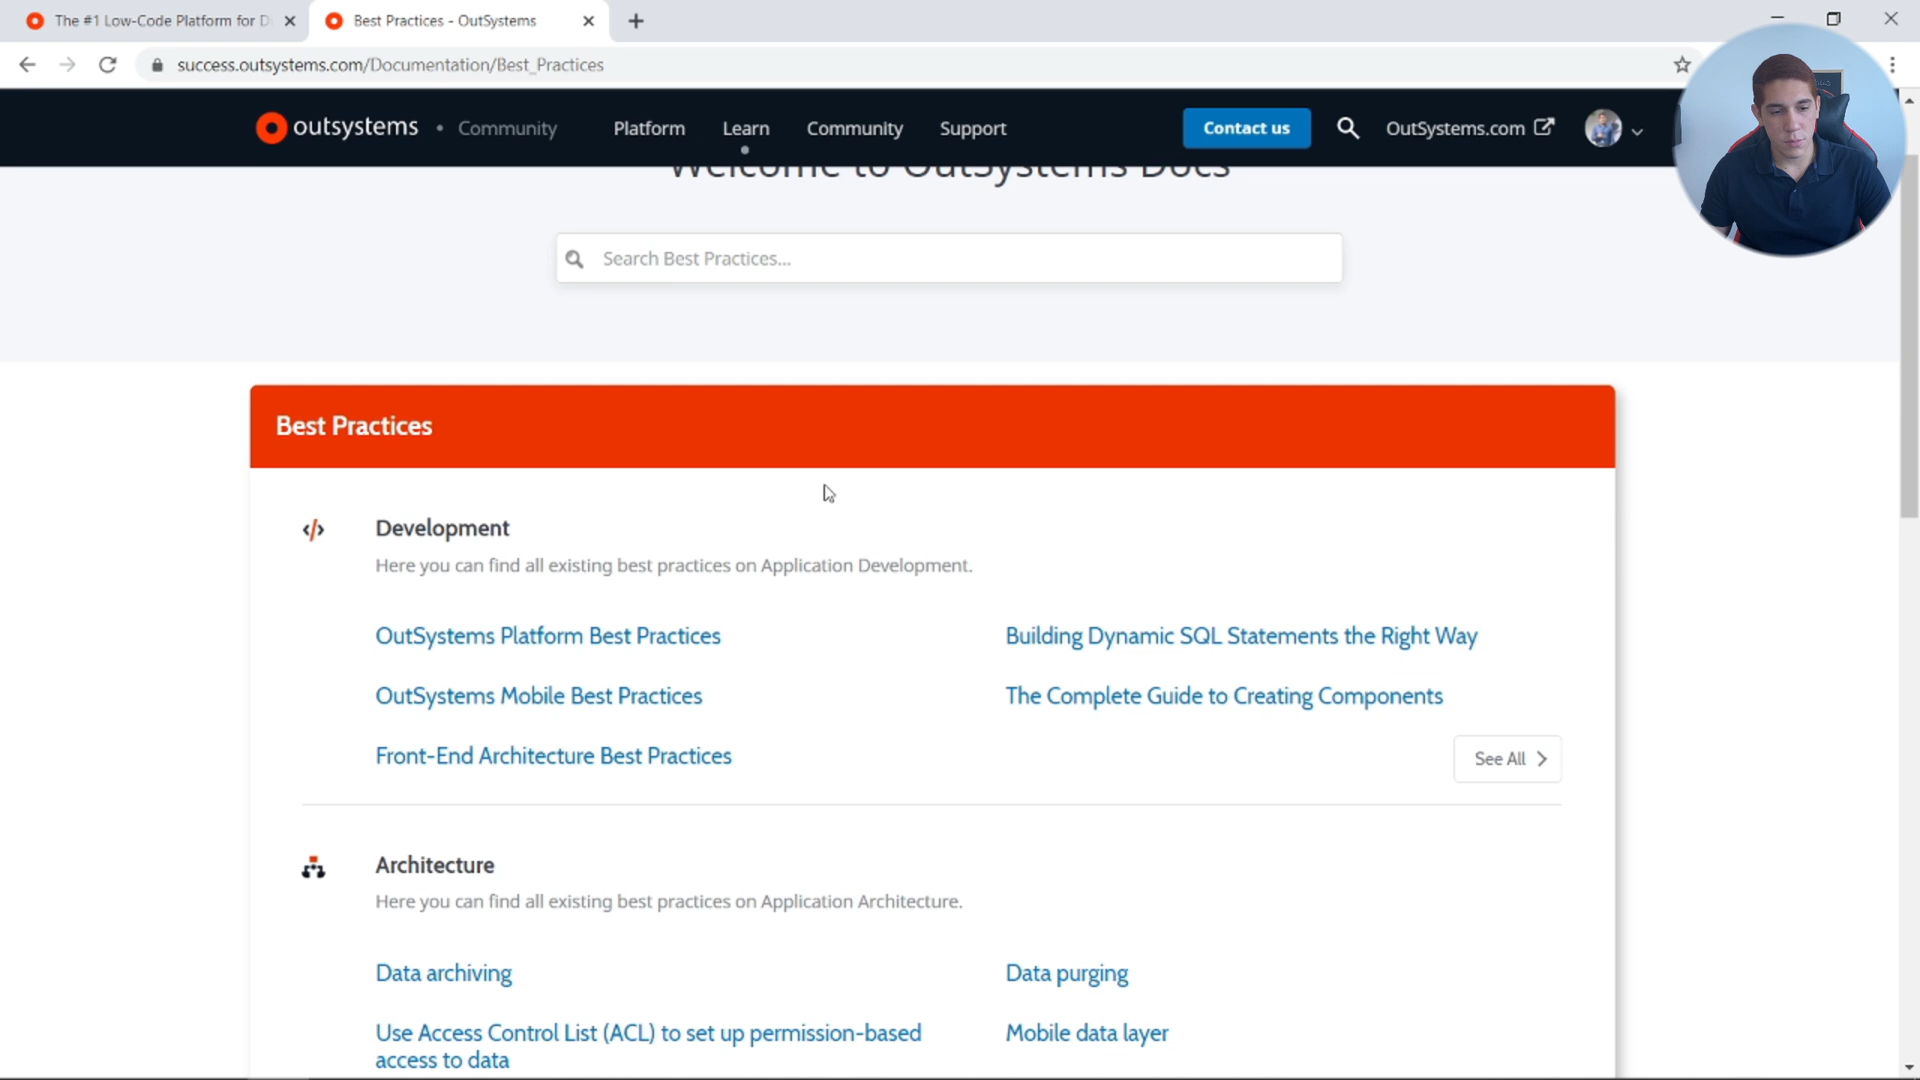 The #1 Low-Code Platform for D
Best Practices - OutSystems
success.outsystems.com/Documentation/Best_Practices
outsystems • Community
Platform
Learn
Community
Support
Contact us
OutSystems.com
Welcome to OutSystems Docs
Search Best Practices...
Best Practices
</> Development
Here you can find all existing best practices on Application Development.
OutSystems Platform Best Practices
Building Dynamic SQL Statements the Right Way
OutSystems Mobile Best Practices
The Complete Guide to Creating Components
Front-End Architecture Best Practices
See All
Architecture
Here you can find all existing best practices on Application Architecture.
Data archiving
Data purging
Use Access Control List (ACL) to set up permission-based
access to data
Mobile data layer